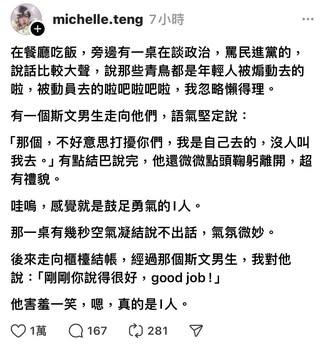 michelle.teng 7小時
在餐廳吃飯，旁邊有一桌在談政治，罵民進黨的，
說話比較大聲，說那些青鳥都是年輕人被煽動去的
啦，被動員去的啦吧啦吧啦，我忽略懶得理。
有一個斯文男生走向他們，語氣堅定說：
「那個，不好意思打擾你們，我是自己去的，沒人叫
我去。」有點結巴說完，他還微微點頭鞠躬離開，超
有禮貌。
哇嗚，感覺就是鼓足勇氣的I人。
那一桌有幾秒空氣凝結說不出話，氣氛微妙。
後來走向櫃檯結帳，經過那個斯文男生，我對他
說：「剛剛你說得很好，good job！」
他害羞一笑，嗯，真的是I人。
1萬 167 281